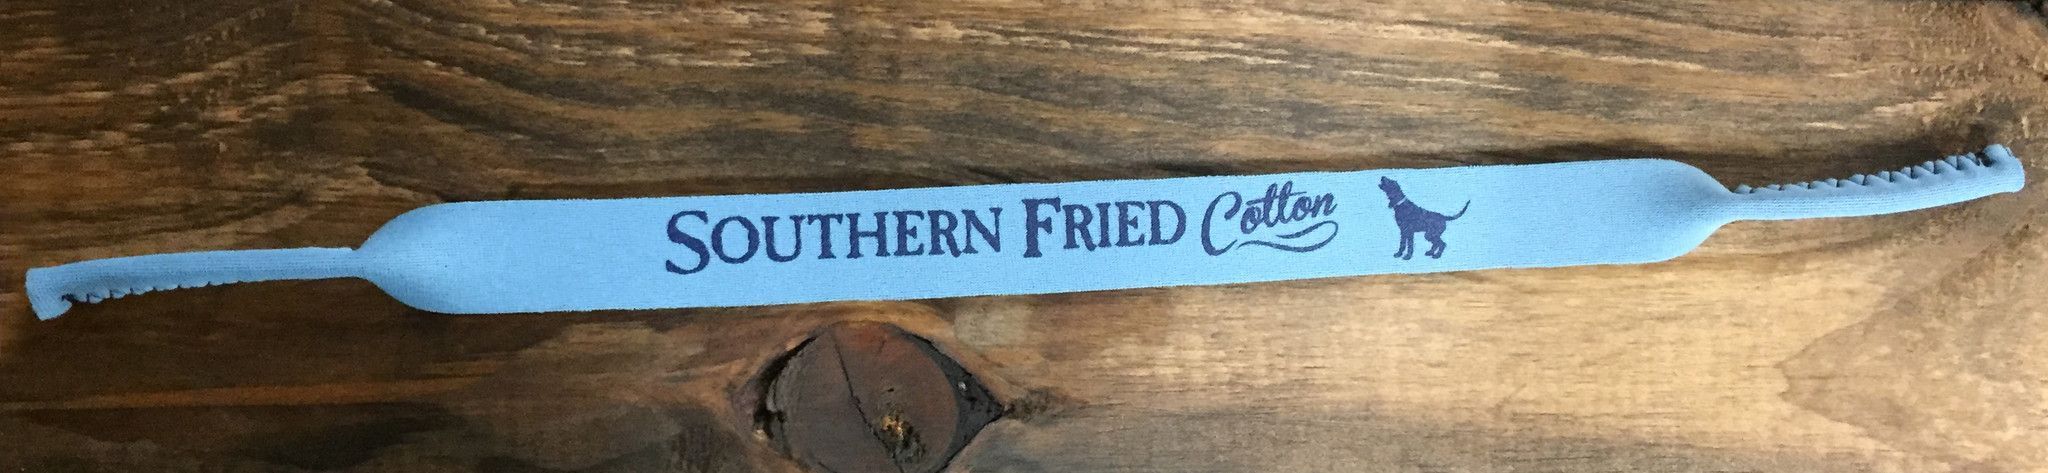 SOUTHERN FRIED Cotton